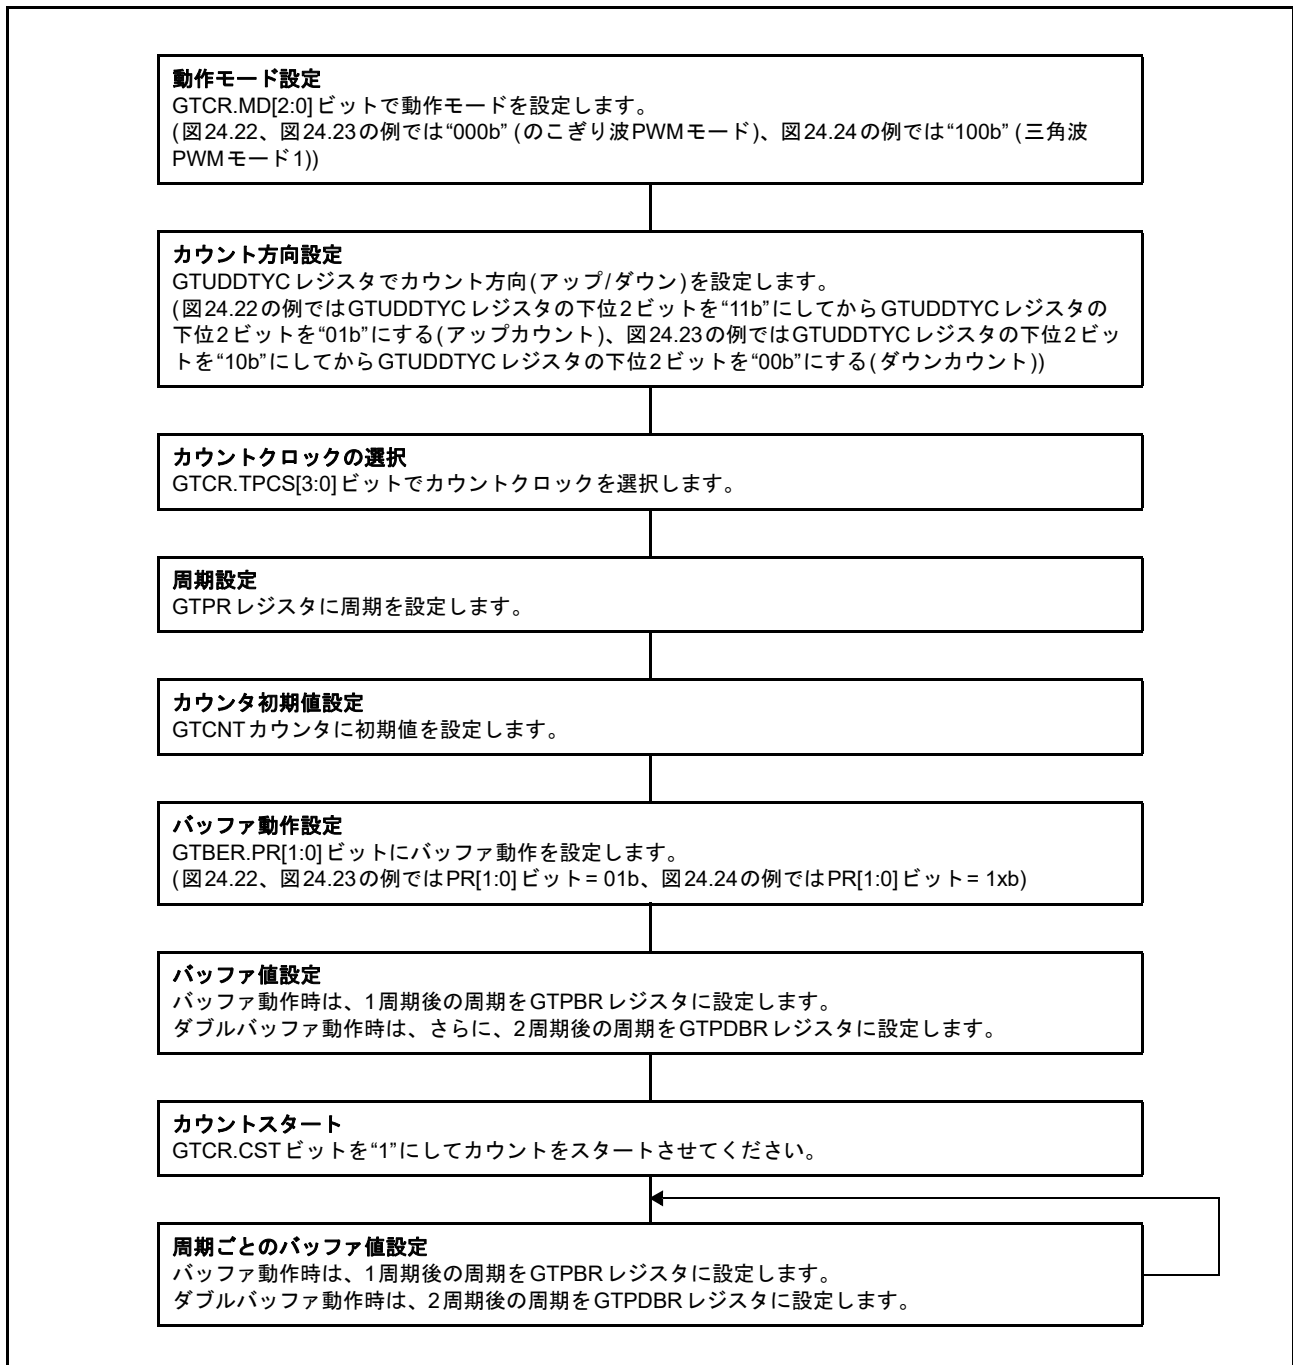 動作モード設定
GTCR.MD[2:0]ビットで動作モードを設定します。
(図24.22、図24.23の例では“000b” (のこぎり波PWMモード)、図24.24の例では“100b” (三角波
PWMモード1))
カウント方向設定
GTUDDTYCレジスタでカウント方向(アップ/ダウン)を設定します。
(図24.22の例ではGTUDDTYCレジスタの下位2ビットを“11b”にしてからGTUDDTYCレジスタの
下位2ビットを“01b”にする(アップカウント)、図24.23の例ではGTUDDTYCレジスタの下位2ビッ
トを“10b”にしてからGTUDDTYCレジスタの下位2ビットを“00b”にする(ダウンカウント))
カウントクロックの選択
GTCR.TPCS[3:0]ビットでカウントクロックを選択します。
周期設定
GTPRレジスタに周期を設定します。
カウンタ初期値設定
GTCNTカウンタに初期値を設定します。
バッファ動作設定
GTBER.PR[1:0]ビットにバッファ動作を設定します。
(図24.22、図24.23の例ではPR[1:0]ビット= 01b、図24.24の例ではPR[1:0]ビット= 1xb)
バッファ値設定
バッファ動作時は、1周期後の周期をGTPBRレジスタに設定します。
ダブルバッファ動作時は、さらに、2周期後の周期をGTPDBRレジスタに設定します。
カウントスタート
GTCR.CSTビットを“1”にしてカウントをスタートさせてください。
周期ごとのバッファ値設定
バッファ動作時は、1周期後の周期をGTPBRレジスタに設定します。
ダブルバッファ動作時は、2周期後の周期をGTPDBRレジスタに設定します。